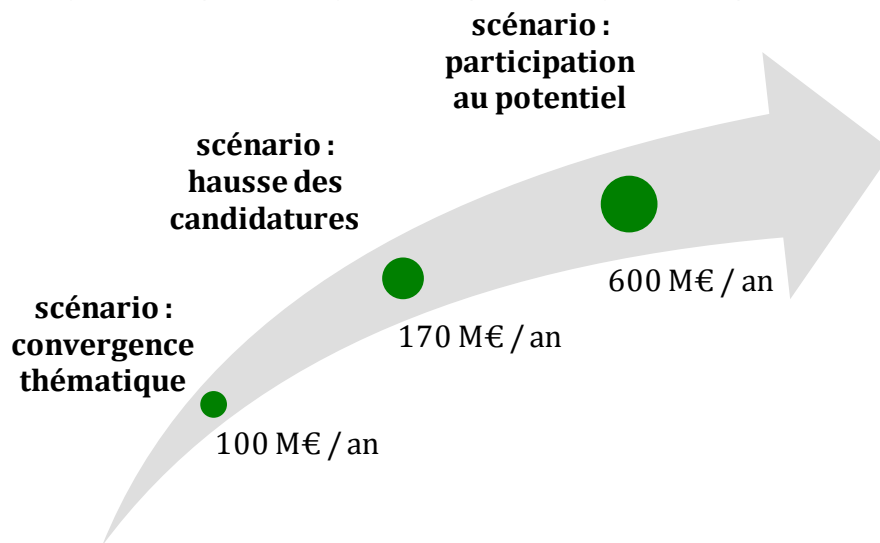 scénario :
participation
au potentiel
scénario :
hausse des
candidatures
600 M€ / an
scénario :
convergence
thématique
170 M€ / an
100 M€ / an